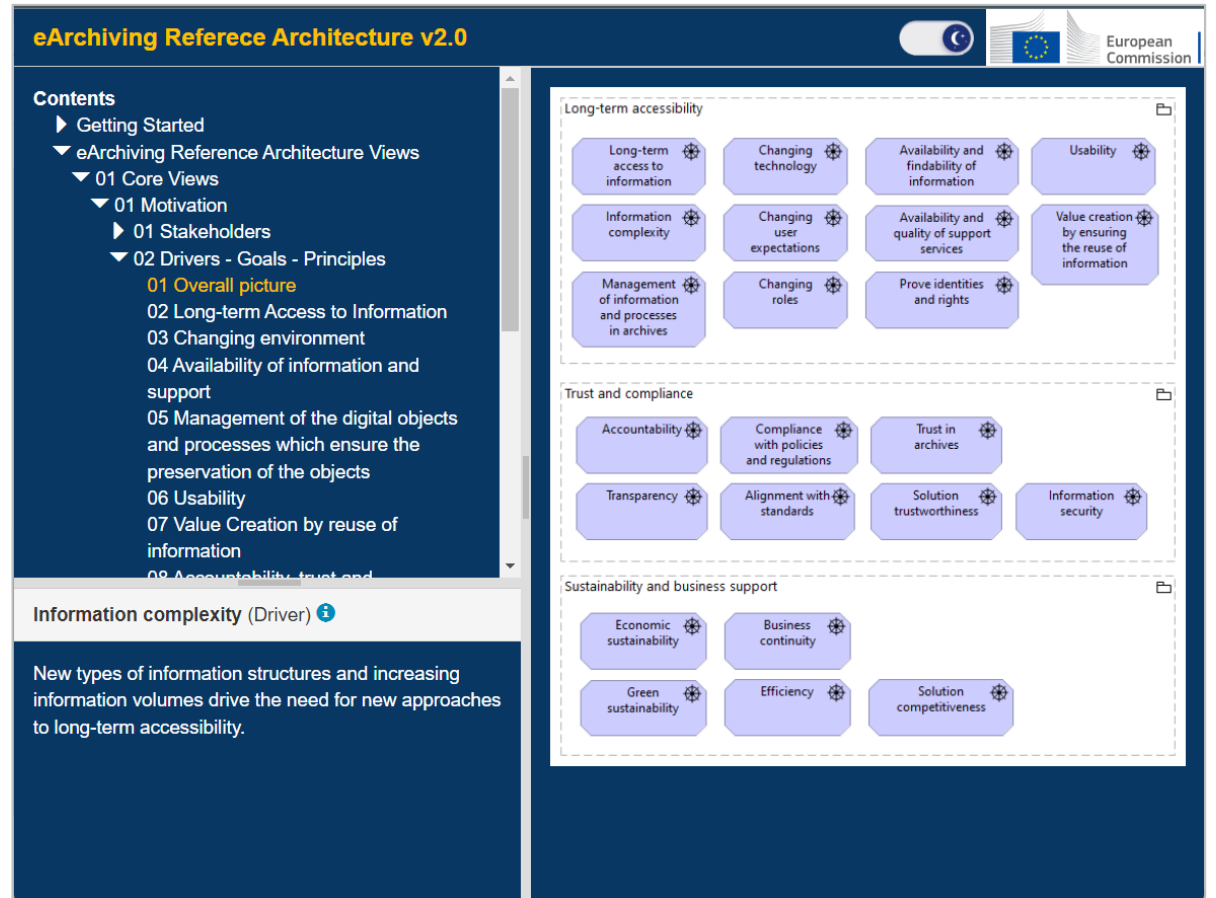 eArchiving Referece Architecture v2.0
European
Commission
Contents
Getting Started
eArchiving Reference Architecture Views
01 Core Views
01 Motivation
01 Stakeholders
02 Drivers - Goals - Principles
01 Overall picture
02 Long-term Access to Information
03 Changing environment
04 Availability of information and
support
05 Management of the digital objects
and processes which ensure the
preservation of the objects
06 Usability
07 Value Creation by reuse of
information
08 Accountability, trust and
Information complexity (Driver)
New types of information structures and increasing
information volumes drive the need for new approaches
to long-term accessibility.
Long-term accessibility
Long-term
access to
information
Changing
technology
Availability and
findability of
information
Usability
Information
complexity
Changing
user
expectations
Availability and
quality of support
services
Value creation
by ensuring
the reuse of
information
Management
of information
and processes
in archives
Changing
roles
Prove identities
and rights
Trust and compliance
Accountability
Compliance
with policies
and regulations
Trust in
archives
Transparency
Alignment with
standards
Solution
trustworthiness
Information
security
Sustainability and business support
Economic
sustainability
Business
continuity
Green
sustainability
Efficiency
Solution
competitiveness